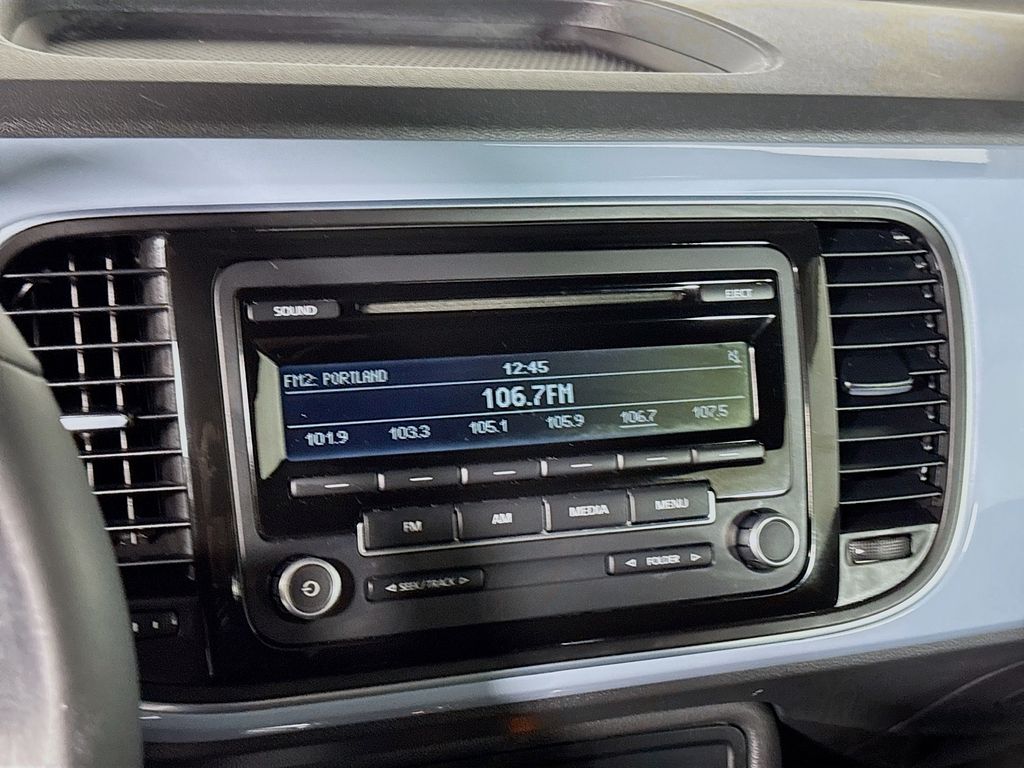 SOUND
EJECT
FM2: PORTLAND 12:45
106.7FM
101.9 103.3 105.1 105.9 106.7 107.5
FM AM MEDIA MENU
SEEK/TRACK FOLDER